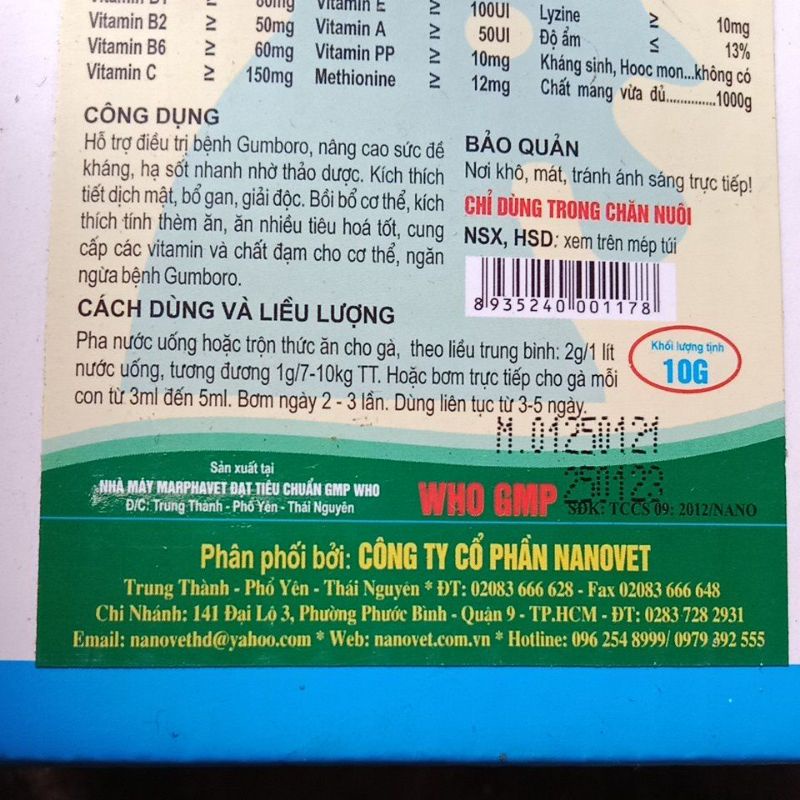 Vitamin B1 ≥ 80mg Vitamin E ≥ 100UI Lyzine ≥ 10mg
Vitamin B2 ≥ 50mg Vitamin A ≥ 50UI Độ ẩm ≤ 13%
Vitamin B6 ≥ 60mg Vitamin PP ≥ 10mg Kháng sinh, Hooc mon...không có
Vitamin C ≥ 150mg Methionine ≥ 12mg Chất máng vừa đủ..............1000g
CÔNG DỤNG
Hỗ trợ điều trị bệnh Gumboro, nâng cao sức đề
kháng, hạ sốt nhanh nhờ thảo dược. Kích thích
tiết dịch mật, bổ gan, giải độc. Bồi bổ cơ thể, kích
thích tính thèm ăn, ăn nhiều tiêu hoá tốt, cung
cấp các vitamin và chất đạm cho cơ thể, ngăn
ngừa bệnh Gumboro.
BẢO QUẢN
Nơi khô, mát, tránh ánh sáng trực tiếp!
CHỈ DÙNG TRONG CHĂN NUÔI
NSX, HSD: xem trên mép túi
8 935240 001178
CÁCH DÙNG VÀ LIỀU LƯỢNG
Pha nước uống hoặc trộn thức ăn cho gà, theo liều trung bình: 2g/1 lít
nước uống, tương đương 1g/7-10kg TT. Hoặc bơm trực tiếp cho gà mỗi
con từ 3ml đến 5ml. Bơm ngày 2 - 3 lần. Dùng liên tục từ 3-5 ngày.
Khối lượng tịnh
10G
M.01250121
250123
Sản xuất tại
NHÀ MÁY MARPHAVET ĐẠT TIÊU CHUẨN GMP WHO
Đ/C: Trung Thành - Phổ Yên - Thái Nguyên
WHO GMP
SĐK: TCCS 09: 2012/NANO
Phân phối bởi: CÔNG TY CỔ PHẦN NANOVET
Trung Thành - Phổ Yên - Thái Nguyên * ĐT: 02083 666 628 - Fax 02083 666 648
Chi Nhánh: 141 Đại Lộ 3, Phường Phước Bình - Quận 9 - TP.HCM - ĐT: 0283 728 2931
Email: nanovethd@yahoo.com * Web: nanovet.com.vn * Hotline: 096 254 8999/ 0979 392 555